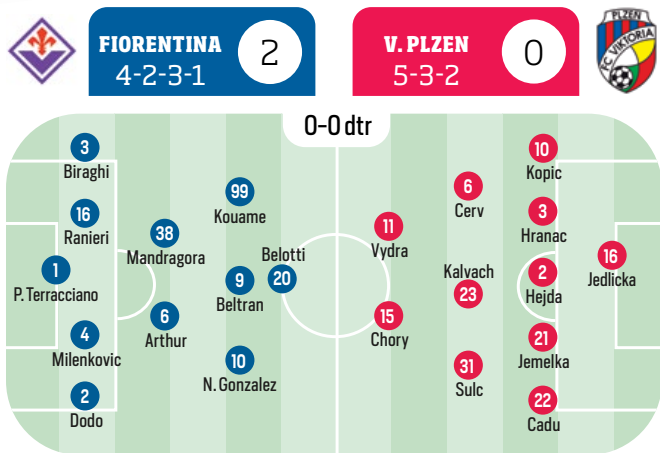 FIORENTINA
4-2-3-1
2
V. PLZEN
5-3-2
0
PLZEŇ
FC VIKTORIA
0-0 dtr
3
Biraghi
16
Ranieri
1
P. Terracciano
4
Milenkovic
2
Dodo
38
Mandragora
6
Arthur
99
Kouame
9
Beltran
10
N. Gonzalez
Belotti
20
11
Vydra
15
Chory
6
Cerv
Kalvach
23
31
Sulc
10
Kopic
3
Hranac
2
Hejda
21
Jemelka
22
Cadu
16
Jedlicka